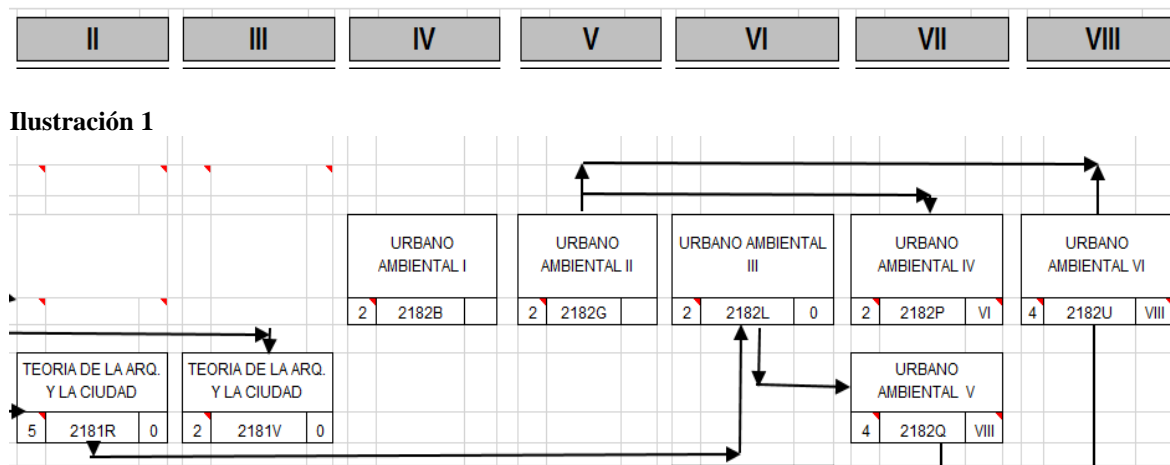 II III IV V VI VII VIII
Ilustración 1
URBANO
AMBIENTAL I
2 2182B
URBANO
AMBIENTAL II
2 2182G
URBANO AMBIENTAL
III
2 2182L 0
URBANO
AMBIENTAL IV
2 2182P VI
URBANO
AMBIENTAL VI
4 2182U VIII
TEORIA DE LA ARQ.
Y LA CIUDAD
5 2181R 0
TEORIA DE LA ARQ.
Y LA CIUDAD
2 2181V 0
URBANO
AMBIENTAL V
4 2182Q VIII